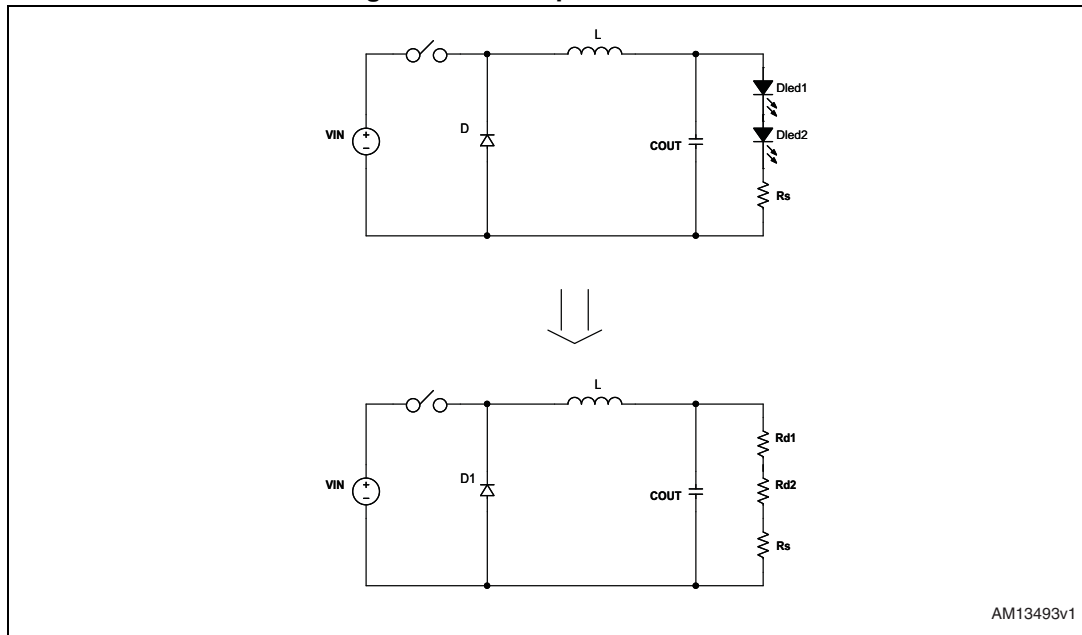 L
Dled1
VIN
+
–
D
COUT
Dled2
Rs
L
Rd1
VIN
+
–
D1
COUT
Rd2
Rs
AM13493v1